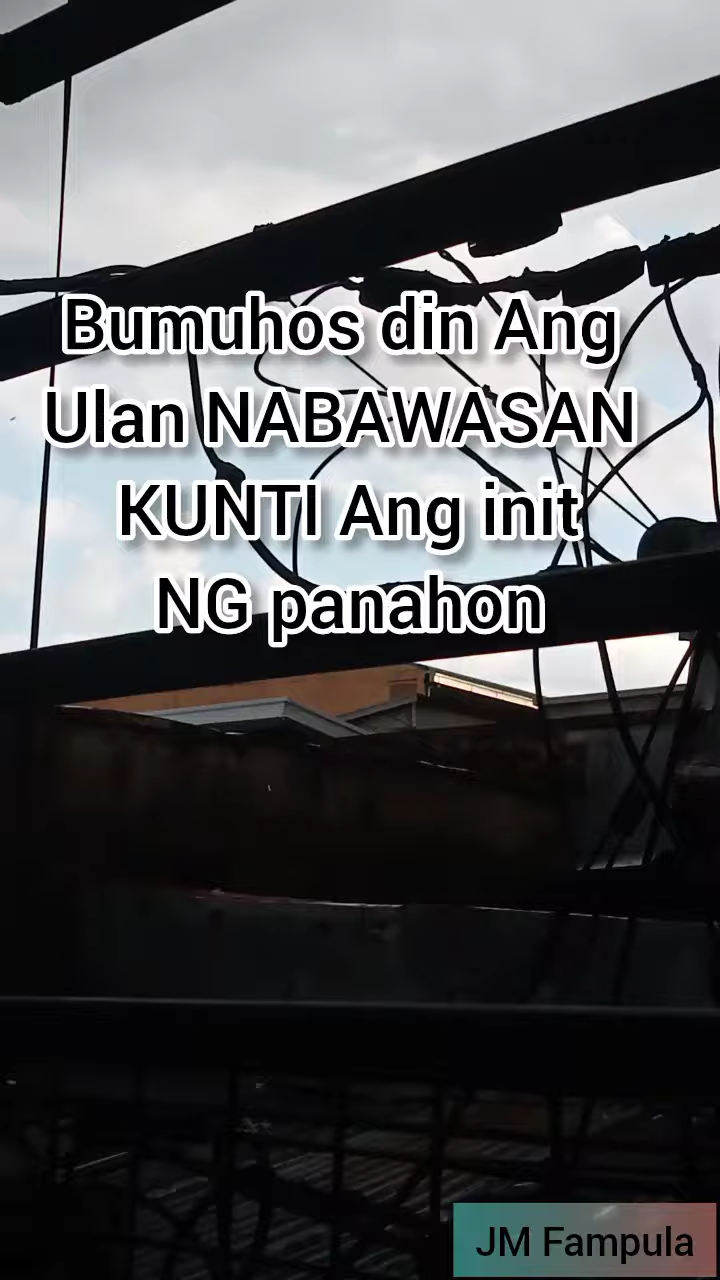 Bumuhos din Ang
Ulan NABAWASAN
KUNTI Ang init
NG panahon
JM Fampula